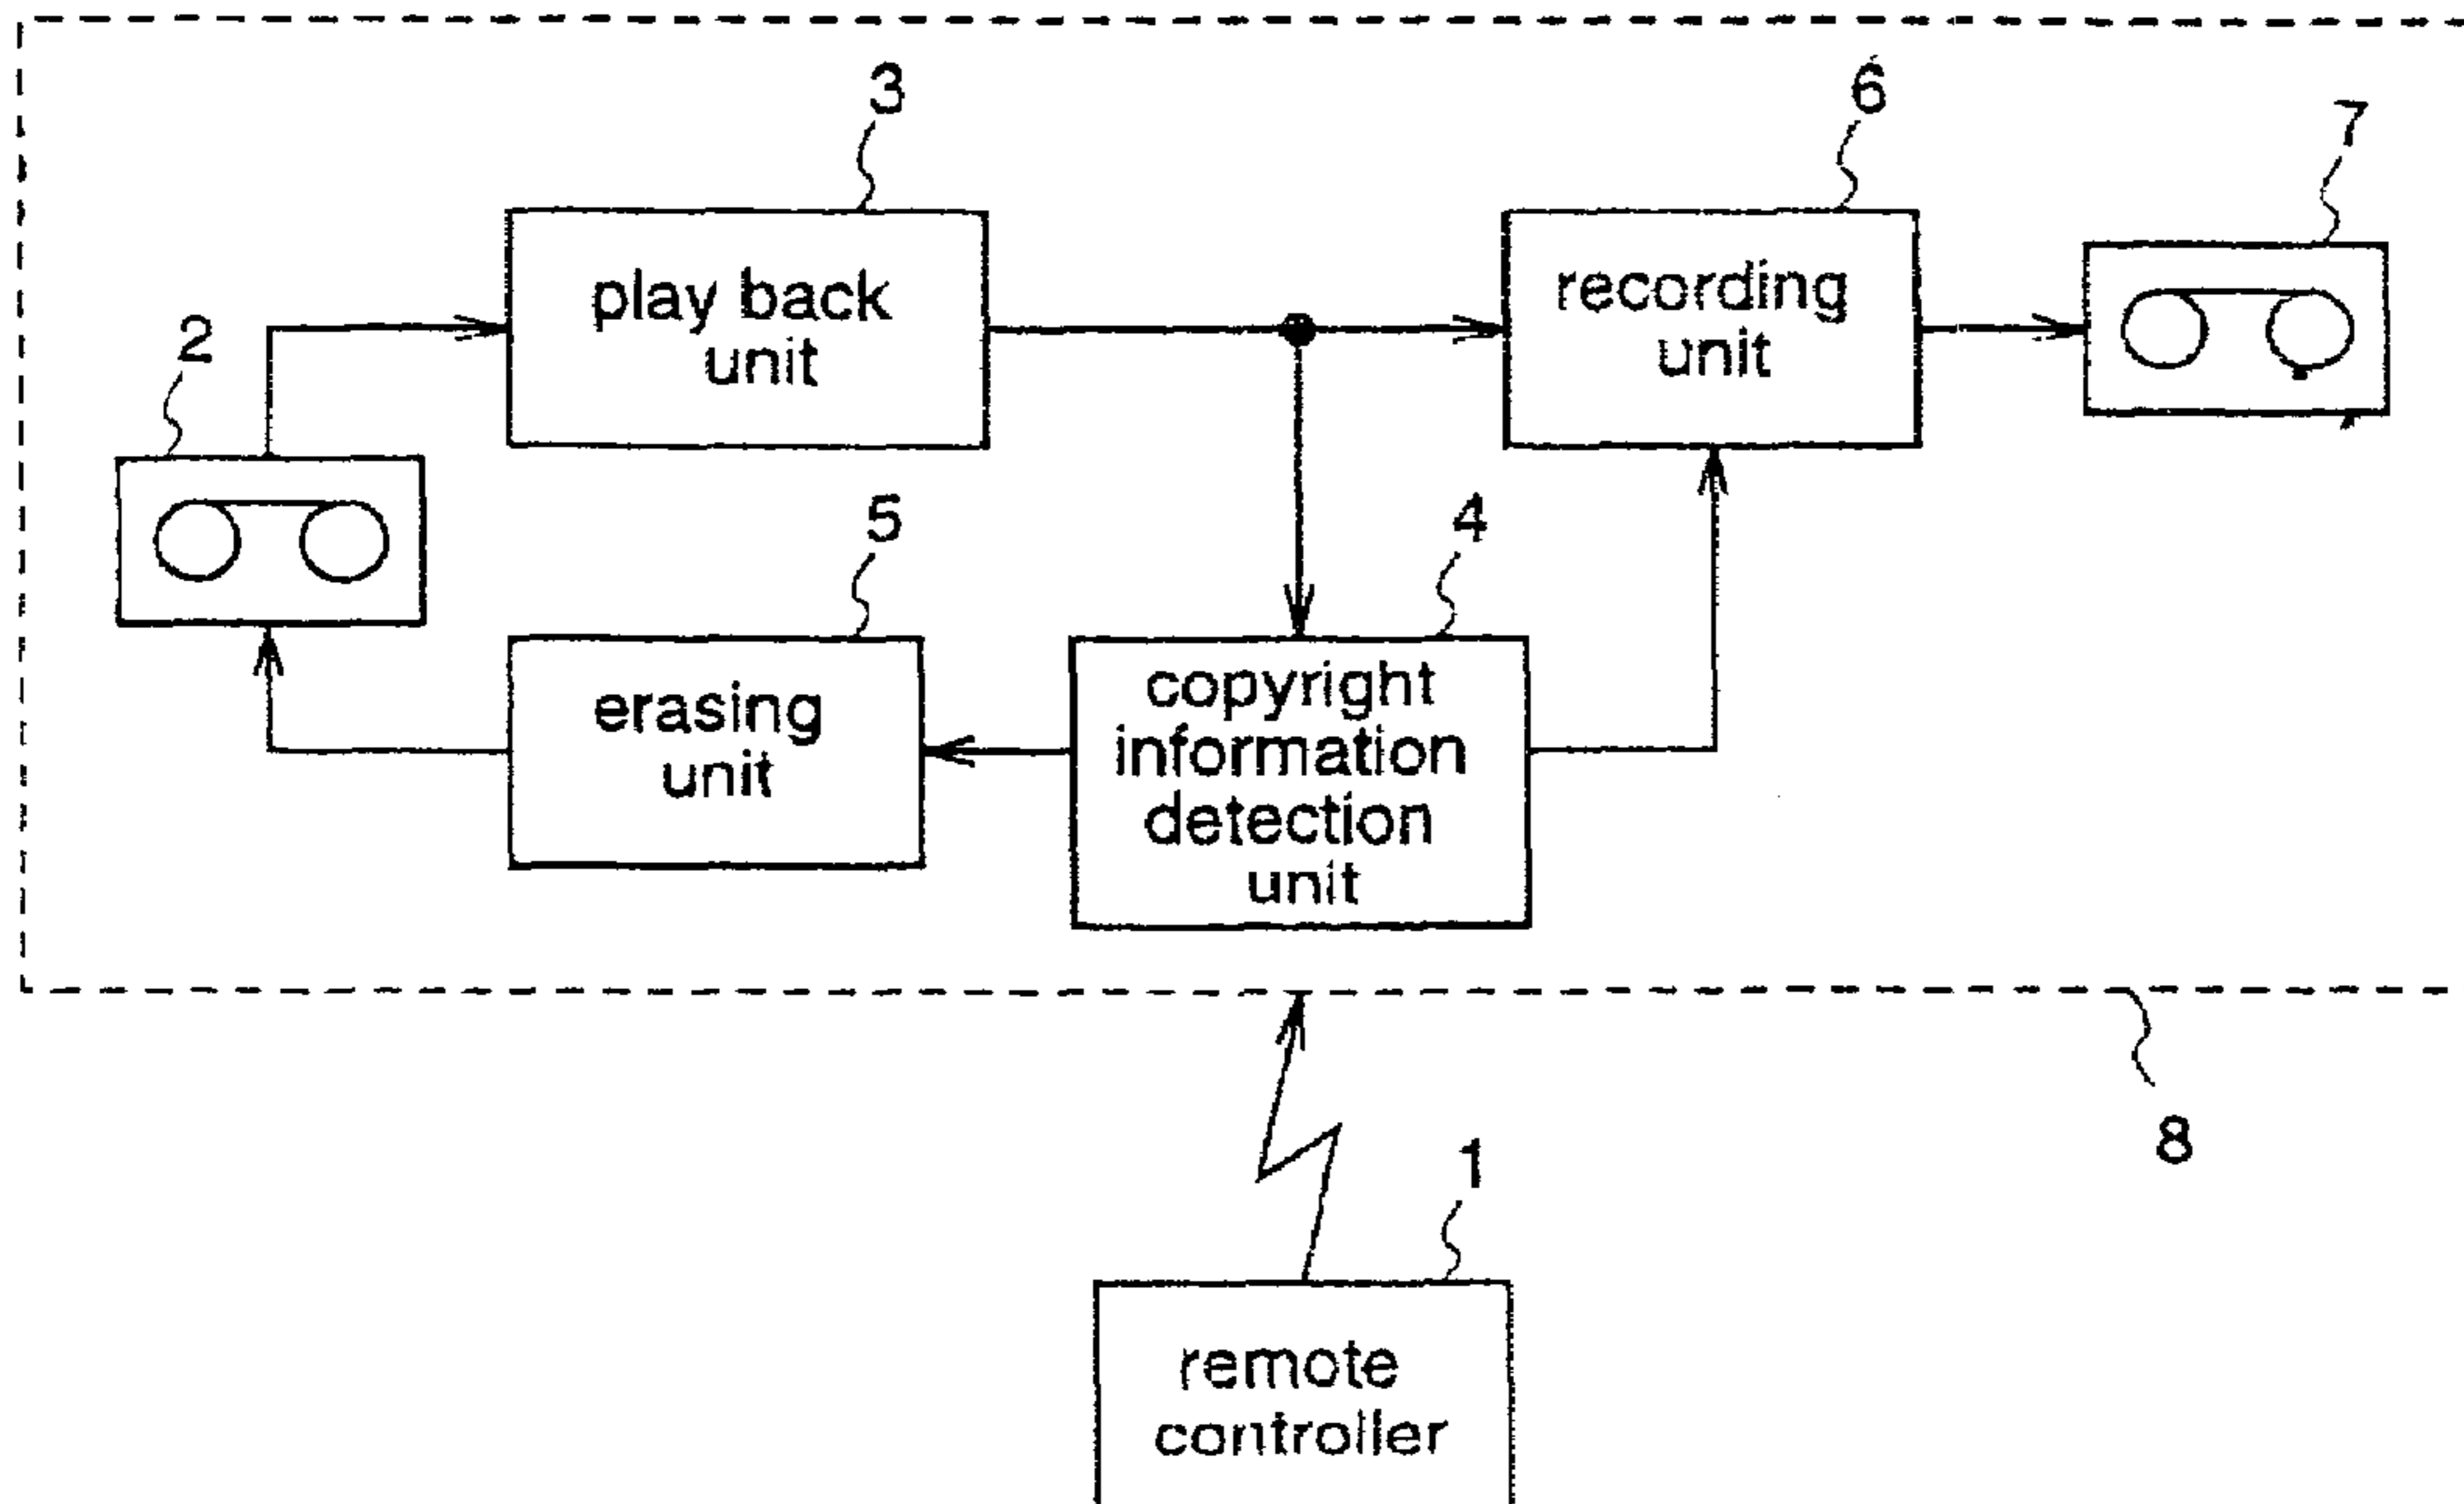 3
6
7
play back
unit
recording
unit
2
5
4
erasing
unit
copyright
information
detection
unit
8
1
remote
controller